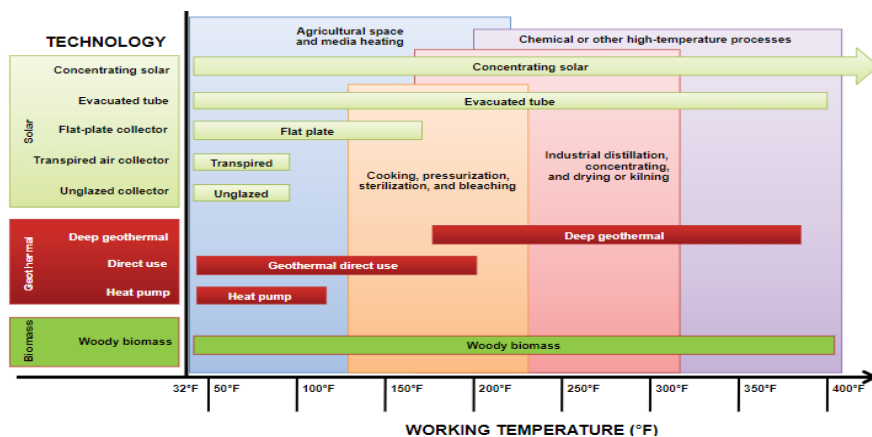 TECHNOLOGY
Agricultural space
and media heating
Chemical or other high-temperature processes
Solar
Concentrating solar
Concentrating solar
Evacuated tube
Evacuated tube
Flat-plate collector
Flat plate
Transpired air collector
Transpired
Unglazed collector
Unglazed
Cooking, pressurization,
sterilization, and bleaching
Industrial distillation,
concentrating,
and drying or kilning
Geothermal
Deep geothermal
Deep geothermal
Direct use
Geothermal direct use
Heat pump
Heat pump
Biomass
Woody biomass
Woody biomass
32°F 50°F 100°F 150°F 200°F 250°F 300°F 350°F 400°F
WORKING TEMPERATURE (°F)